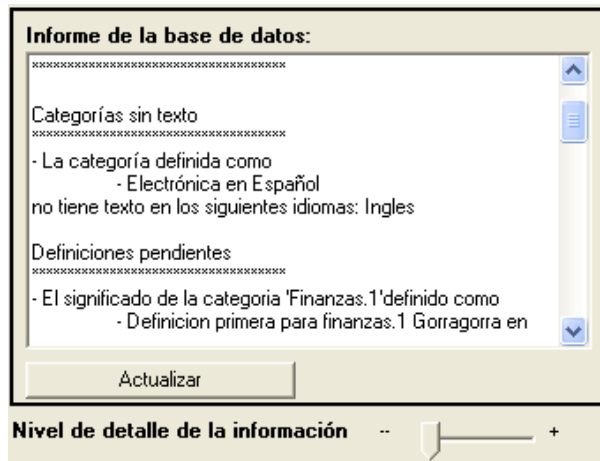 Informe de la base de datos:
************************************
Categorías sin texto
************************************
- La categoría definida como
- Electrónica en Español
no tiene texto en los siguientes idiomas: Ingles
Definiciones pendientes
************************************
- El significado de la categoria 'Finanzas.1'definido como
- Definicion primera para finanzas.1 Gorragorra en
Actualizar
Nivel de detalle de la información -- +